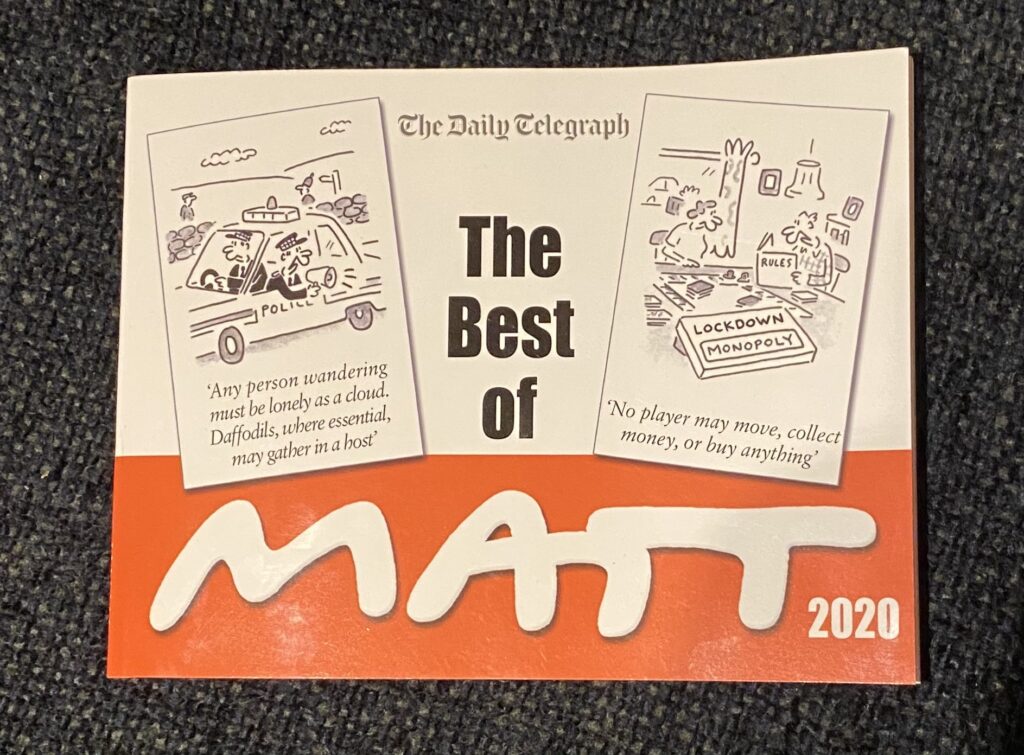 The Daily Telegraph
The
Best
of
MATT
2020
POLICE
'Any person wandering
must be lonely as a cloud.
Daffodils, where essential,
may gather in a host'
RULES
LOCKDOWN
MONOPOLY
'No player may move, collect
money, or buy anything'